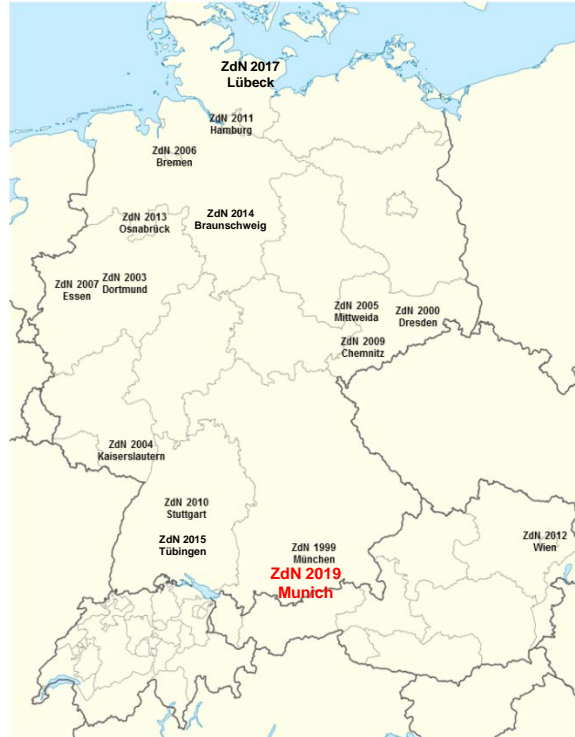 ZdN 2017
Lübeck
ZdN 2011
Hamburg
ZdN 2006
Bremen
ZdN 2013
Osnabrück
ZdN 2014
Braunschweig
ZdN 2007
Essen
ZdN 2003
Dortmund
ZdN 2005
Mittweida
ZdN 2000
Dresden
ZdN 2009
Chemnitz
ZdN 2004
Kaiserslautern
ZdN 2010
Stuttgart
ZdN 2015
Tübingen
ZdN 1999
München
ZdN 2019
Munich
ZdN 2012
Wien